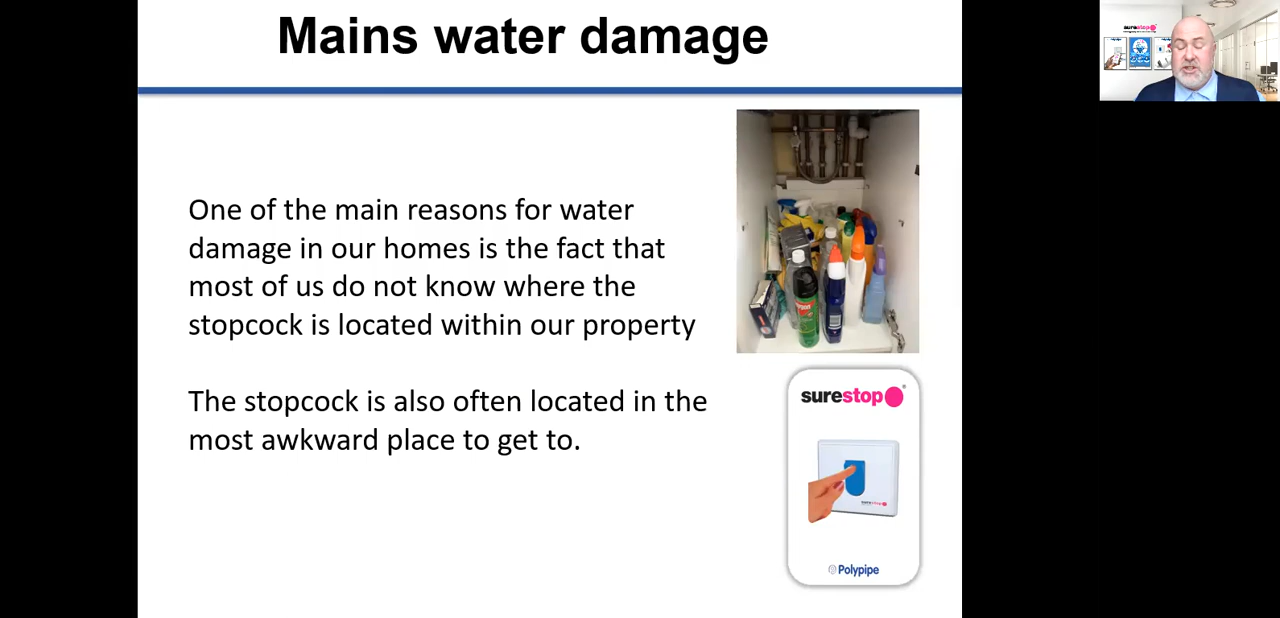 Mains water damage
One of the main reasons for water
damage in our homes is the fact that
most of us do not know where the
stopcock is located within our property
The stopcock is also often located in the
most awkward place to get to.
surestop
surestop
Polypipe
surestop